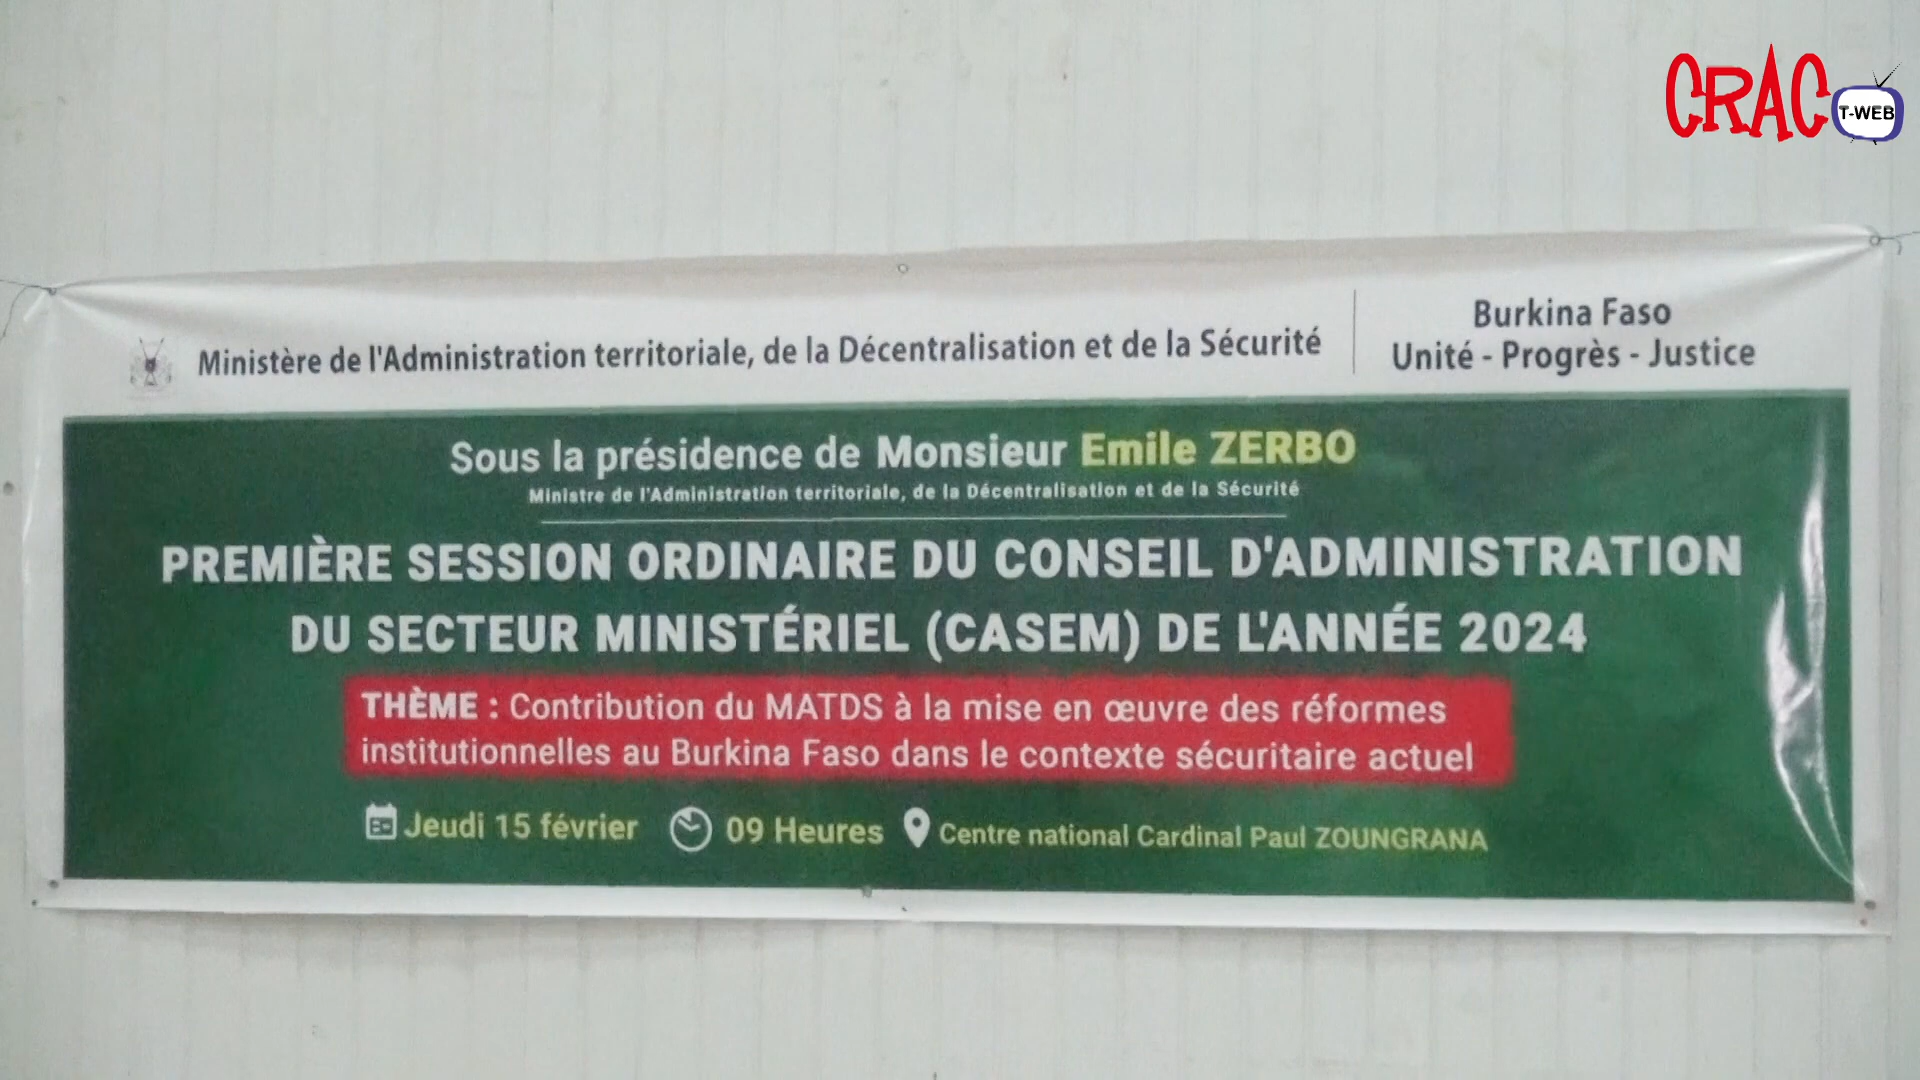 CRAC
T-WEB
Ministère de l'Administration territoriale, de la Décentralisation et de la Sécurité
Burkina Faso
Unité - Progrès - Justice
Sous la présidence de Monsieur Emile ZERBO
Ministre de l'Administration territoriale, de la Décentralisation et de la Sécurité
PREMIÈRE SESSION ORDINAIRE DU CONSEIL D'ADMINISTRATION
DU SECTEUR MINISTÉRIEL (CASEM) DE L'ANNÉE 2024
THÈME : Contribution du MATDS à la mise en œuvre des réformes
institutionnelles au Burkina Faso dans le contexte sécuritaire actuel
Jeudi 15 février 09 Heures Centre national Cardinal Paul ZOUNGRANA